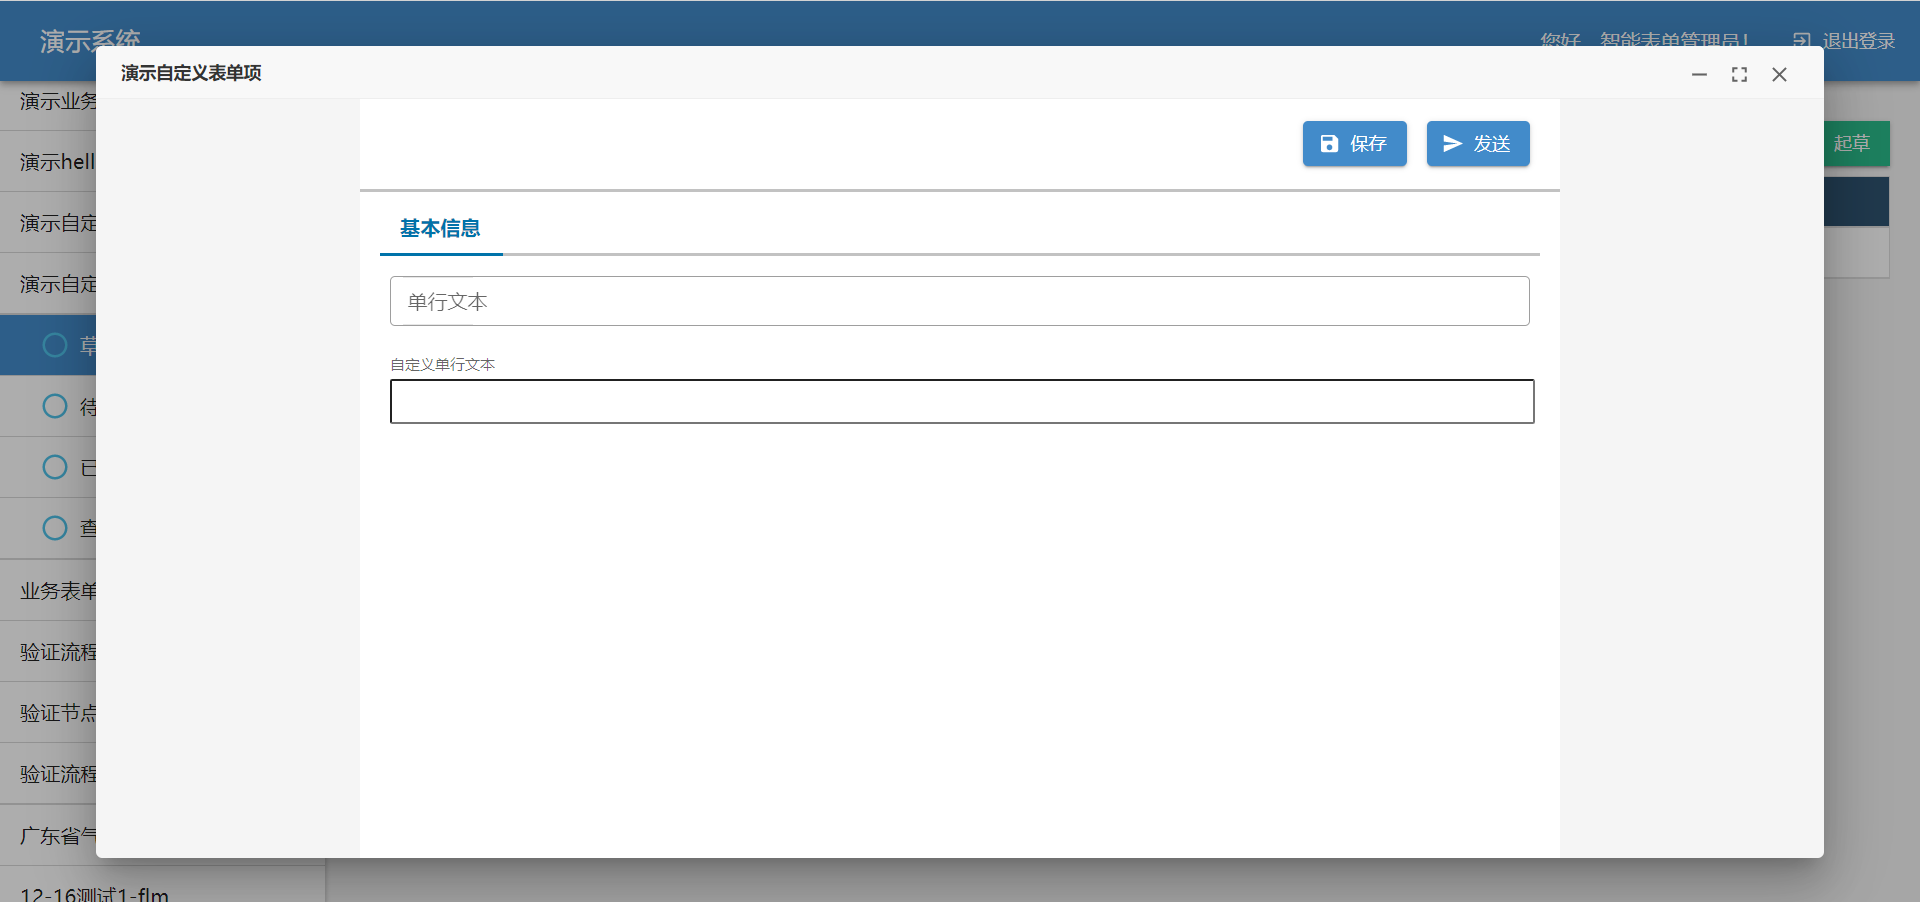 演示系统
您好，智能表单管理员！
退出登录
演示自定义表单项
保存
发送
起草
基本信息
单行文本
自定义单行文本
演示业务
演示hell
演示自定
演示自定
草
待
已
查
业务表单
验证流程
验证节点
验证流程
广东省气
12-16测试1-flm